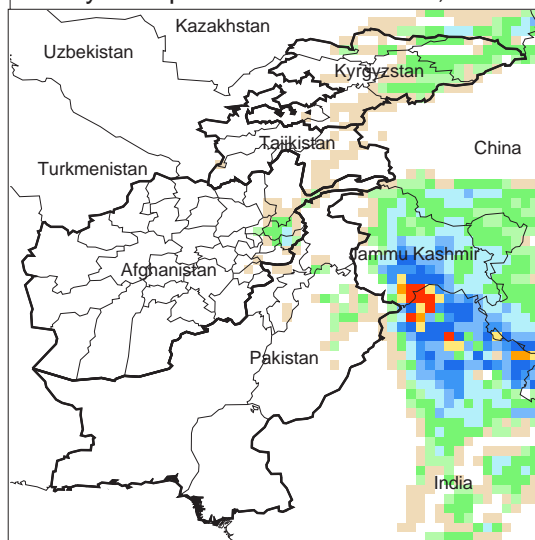 Kazakhstan
Uzbekistan
Kyrgyzstan
Tajikistan
China
Turkmenistan
Jammu Kashmir
Afghanistan
Pakistan
India